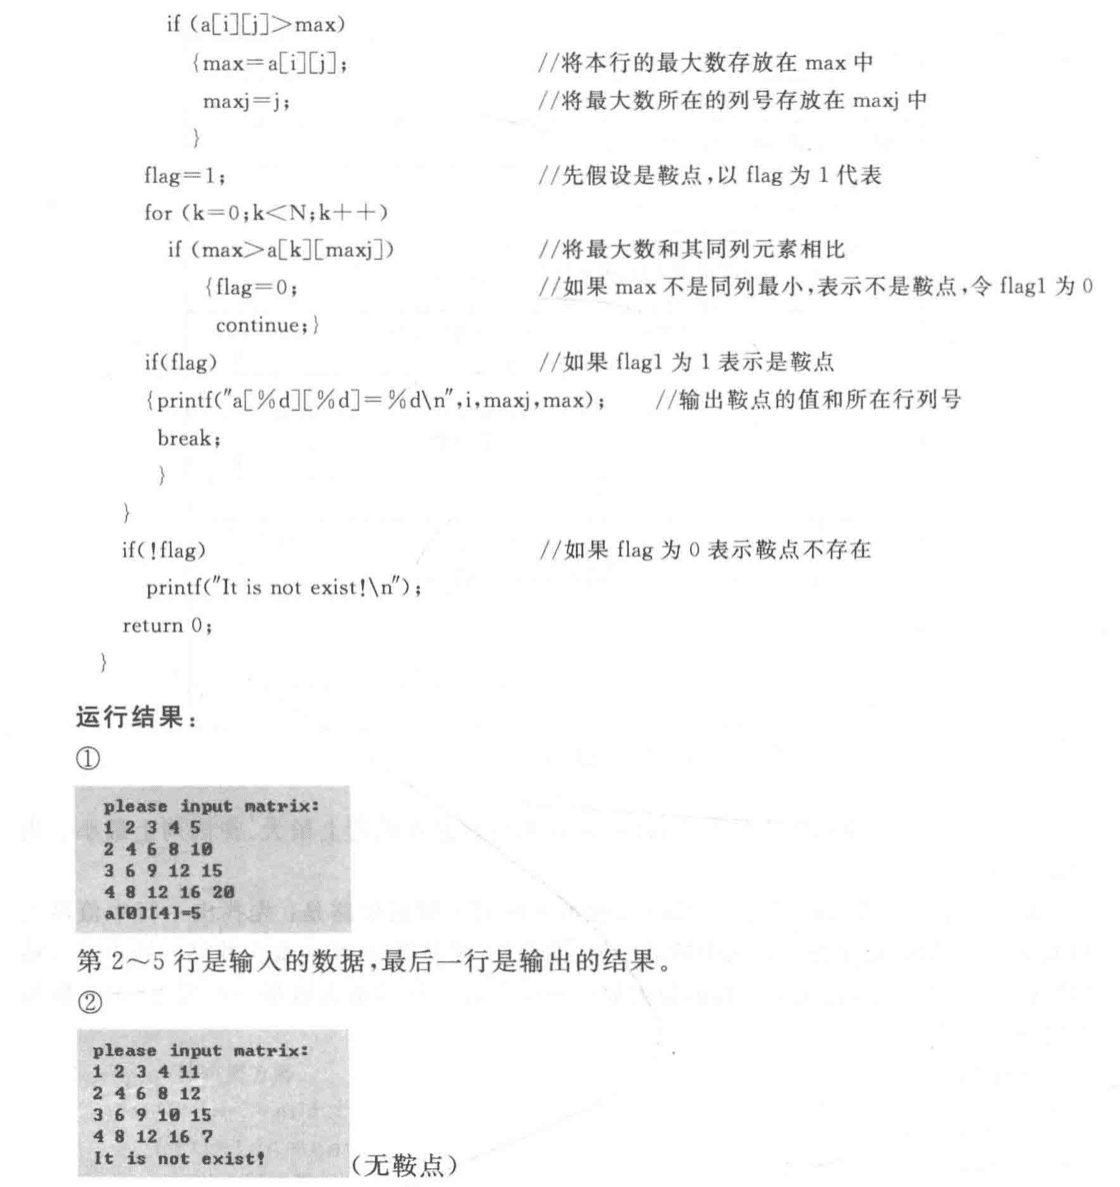 if (a[i][j]>max)
{max=a[i][j]; //将本行的最大数存放在 max 中
maxj=j; //将最大数所在的列号存放在 maxj 中
}
flag=1; //先假设是鞍点,以 flag 为 1 代表
for (k=0;k<N;k++)
if (max>a[k][maxj]) //将最大数和其同列元素相比
{flag=0; //如果 max 不是同列最小,表示不是鞍点,令 flag1 为 0
continue;}
if(flag) //如果 flag1 为 1 表示是鞍点
{printf("a[%d][%d]=%d\n",i,maxj,max); //输出鞍点的值和所在行列号
break;
}
}
if(!flag) //如果 flag 为 0 表示鞍点不存在
printf("It is not exist!\n");
return 0;
}
运行结果:
①
please input matrix:
1 2 3 4 5
2 4 6 8 10
3 6 9 12 15
4 8 12 16 20
a[0][4]=5
第 2~5 行是输入的数据,最后一行是输出的结果。
②
please input matrix:
1 2 3 4 11
2 4 6 8 12
3 6 9 10 15
4 8 12 16 7
It is not exist!
(无鞍点)